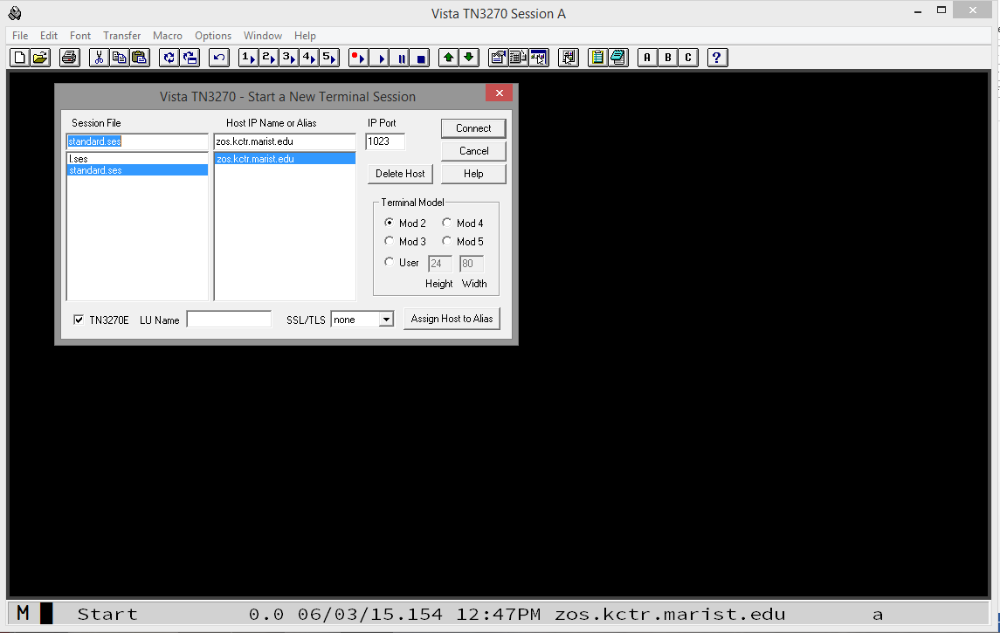 Vista TN3270 Session A
File Edit Font Transfer Macro Options Window Help
1 2 3 4 5 A B C ?
Vista TN3270 - Start a New Terminal Session
Session File Host IP Name or Alias IP Port
standard.ses zos.kctr.marist.edu 1023 Connect
l.ses zos.kctr.marist.edu Cancel
standard.ses
Delete Host Help
Terminal Model
Mod 2 Mod 4
Mod 3 Mod 5
User 24 80
Height Width
TN3270E LU Name SSL/TLS none Assign Host to Alias
M Start 0.0 06/03/15.154 12:47PM zos.kctr.marist.edu a